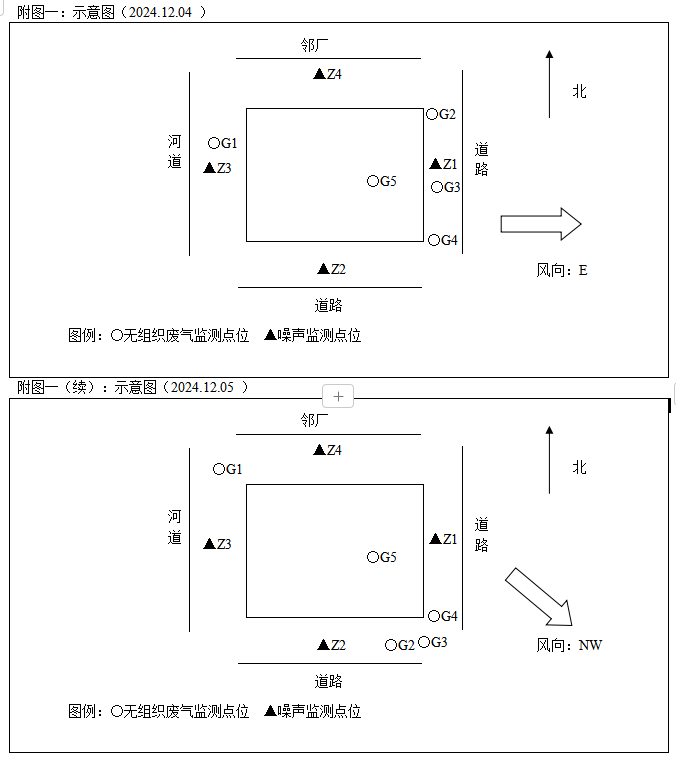 附图一：示意图（2024.12.04 ）
邻厂
▲Z4
北
○G2
河道
○G1
道路
▲Z3
▲Z1
○G5
○G3
○G4
▲Z2
风向：E
道路
图例：○无组织废气监测点位 ▲噪声监测点位
附图一（续）：示意图（2024.12.05 ）
邻厂
▲Z4
○G1
北
河道
道路
▲Z3
▲Z1
○G5
○G4
▲Z2
○G2
○G3
风向：NW
道路
图例：○无组织废气监测点位 ▲噪声监测点位